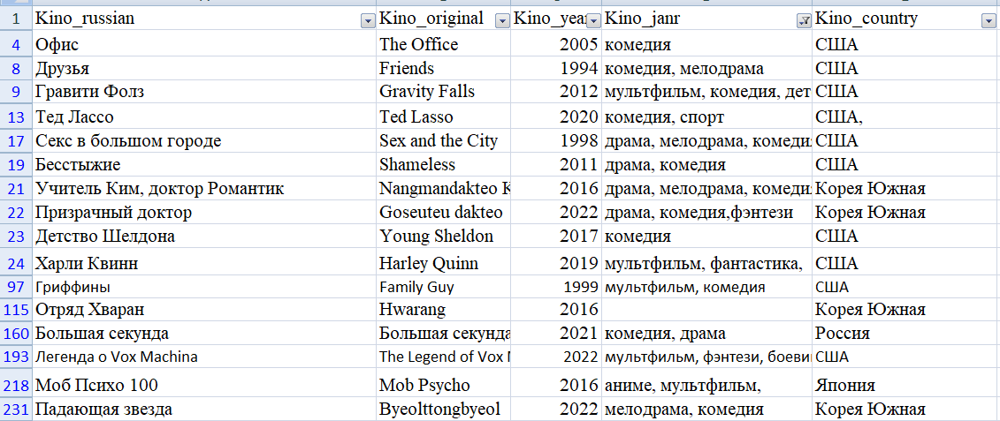 1 Kino_russian Kino_original Kino_year Kino_janr Kino_country
4 Офис The Office 2005 комедия США
8 Друзья Friends 1994 комедия, мелодрама США
9 Гравити Фолз Gravity Falls 2012 мультфильм, комедия, дет США
13 Тед Лассо Ted Lasso 2020 комедия, спорт США,
17 Секс в большом городе Sex and the City 1998 драма, мелодрама, комеди США
19 Бесстыжие Shameless 2011 драма, комедия США
21 Учитель Ким, доктор Романтик Nangmandakteo K 2016 драма, мелодрама, комеди Корея Южная
22 Призрачный доктор Goseuteu dakteo 2022 драма, комедия,фэнтези Корея Южная
23 Детство Шелдона Young Sheldon 2017 комедия США
24 Харли Квинн Harley Quinn 2019 мультфильм, фантастика, США
97 Гриффины Family Guy 1999 мультфильм, комедия США
115 Отряд Хваран Hwarang 2016 Корея Южная
160 Большая секунда Большая секунда 2021 комедия, драма Россия
193 Легенда о Vox Machina The Legend of Vox M 2022 мультфильм, фэнтези, боеви США
218 Моб Психо 100 Mob Psycho 2016 аниме, мультфильм, Япония
231 Падающая звезда Byeolttongbyeol 2022 мелодрама, комедия Корея Южная